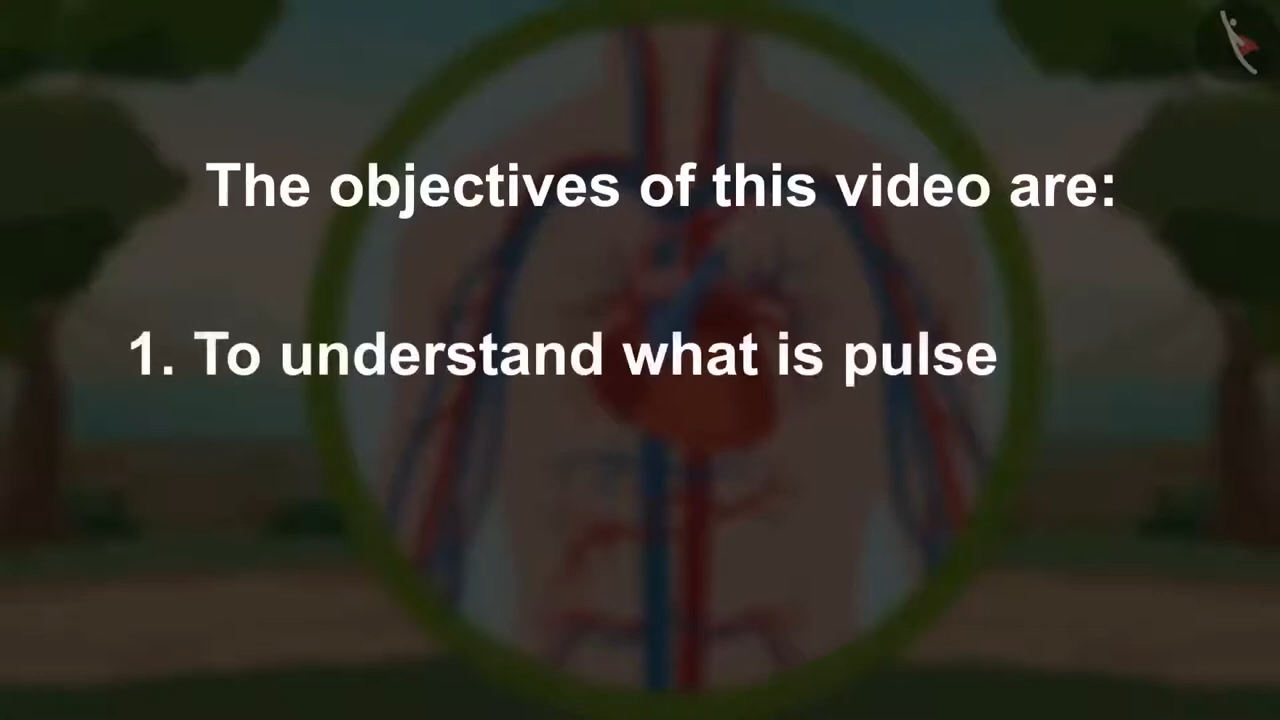 The objectives of this video are:
1. To understand what is pulse